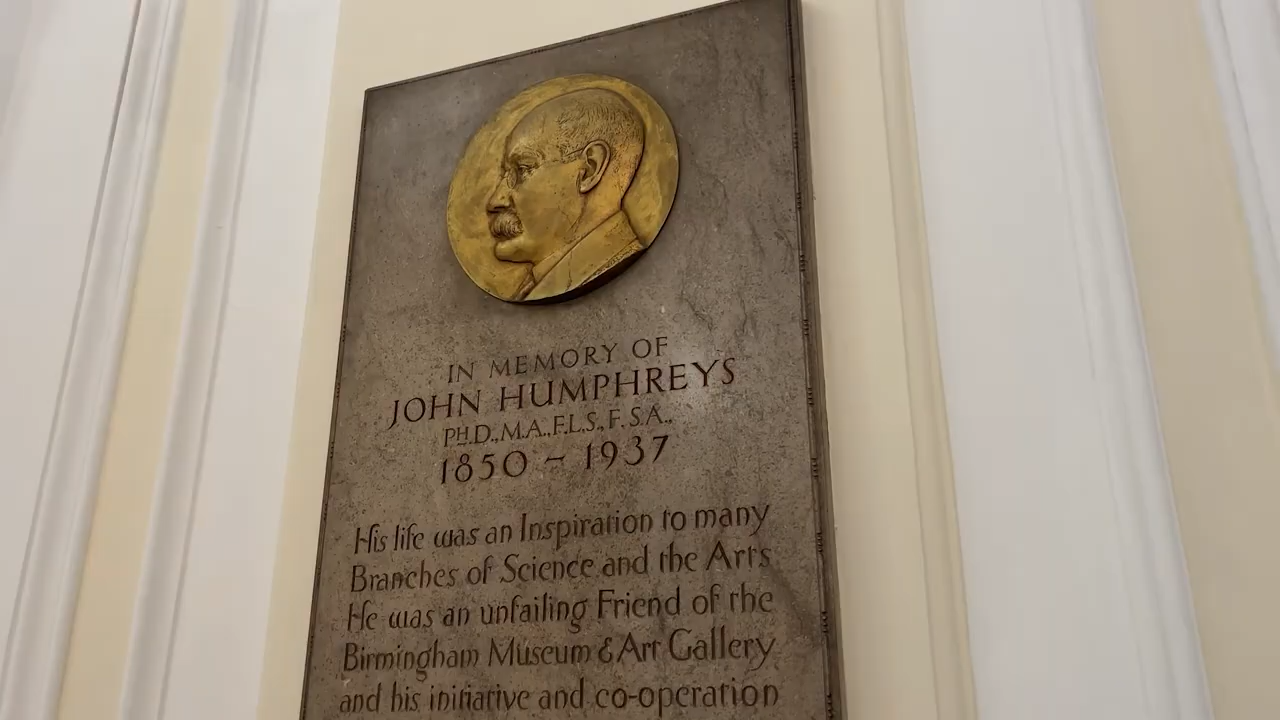 IN MEMORY OF
JOHN HUMPHREYS
PH.D., M.A., F.L.S., F.S.A.,
1850 ~ 1937
His life was an Inspiration to many
Branches of Science and the Arts
He was an unfailing Friend of the
Birmingham Museum & Art Gallery
and his initiative and co-operation